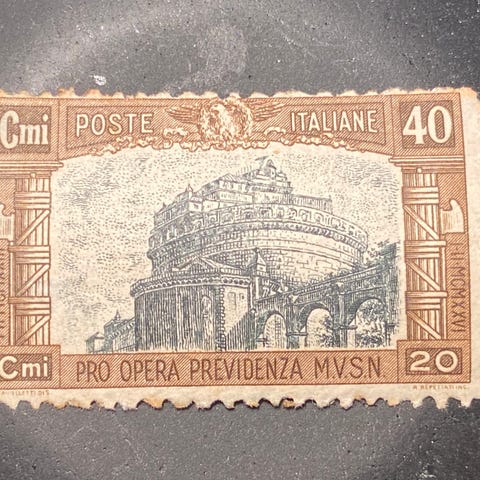 Cmi POSTE ITALIANE 40
MCMXXVI
Cmi PRO OPERA PREVIDENZA M.V.S.N. 20